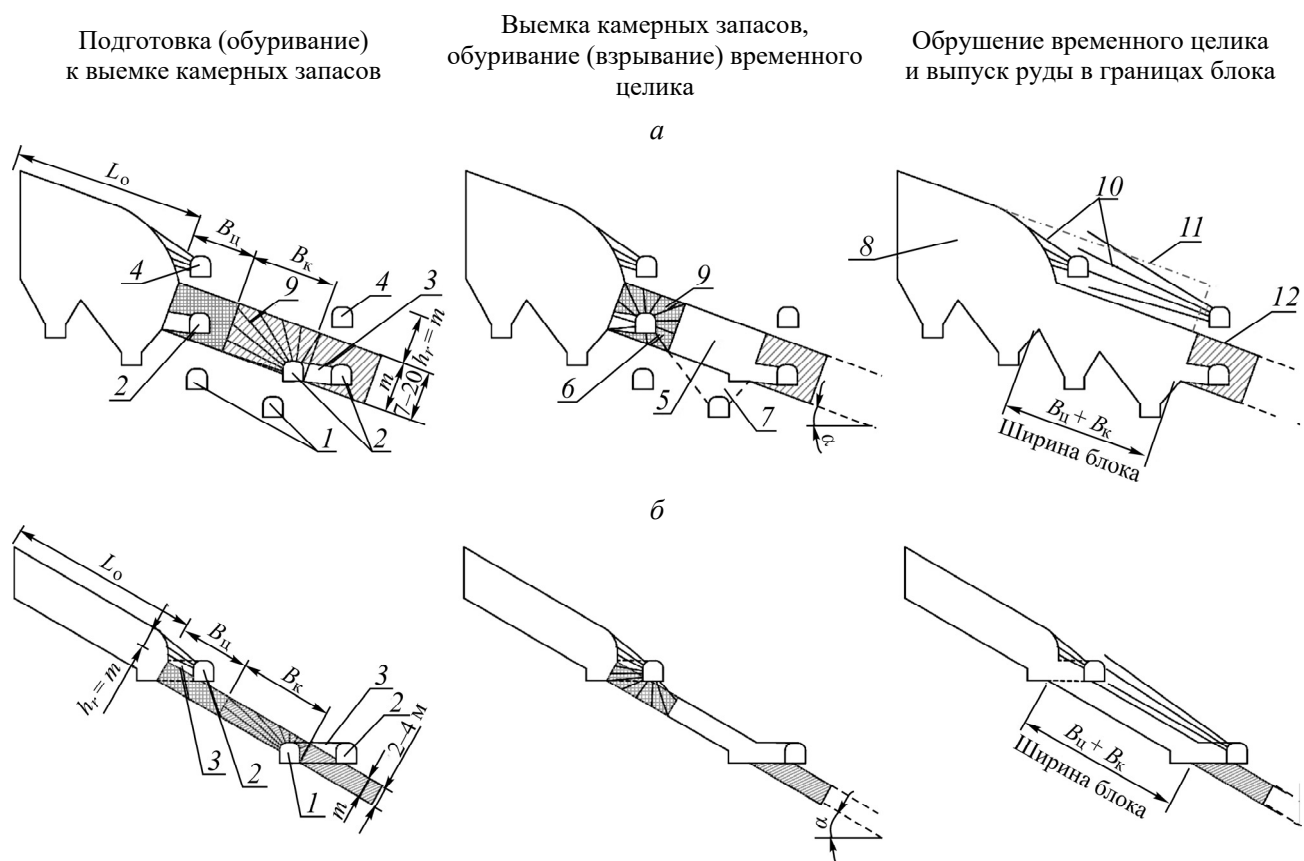 Подготовка (обуривание)
к выемке камерных запасов
Выемка камерных запасов,
обуривание (взрывание) временного
целика
Обрушение временного целика
и выпуск руды в границах блока
а
Lо
Bц
Bк
4
9
4
3
hг = m
m
7–20
2
1
2
9
6
5
7
α
8
10
11
12
Bц + Bк
Ширина блока
б
Lо
Bц
Bк
hг = m
3
2
3
2
2–4 м
m
1
α
Bц + Bк
Ширина блока